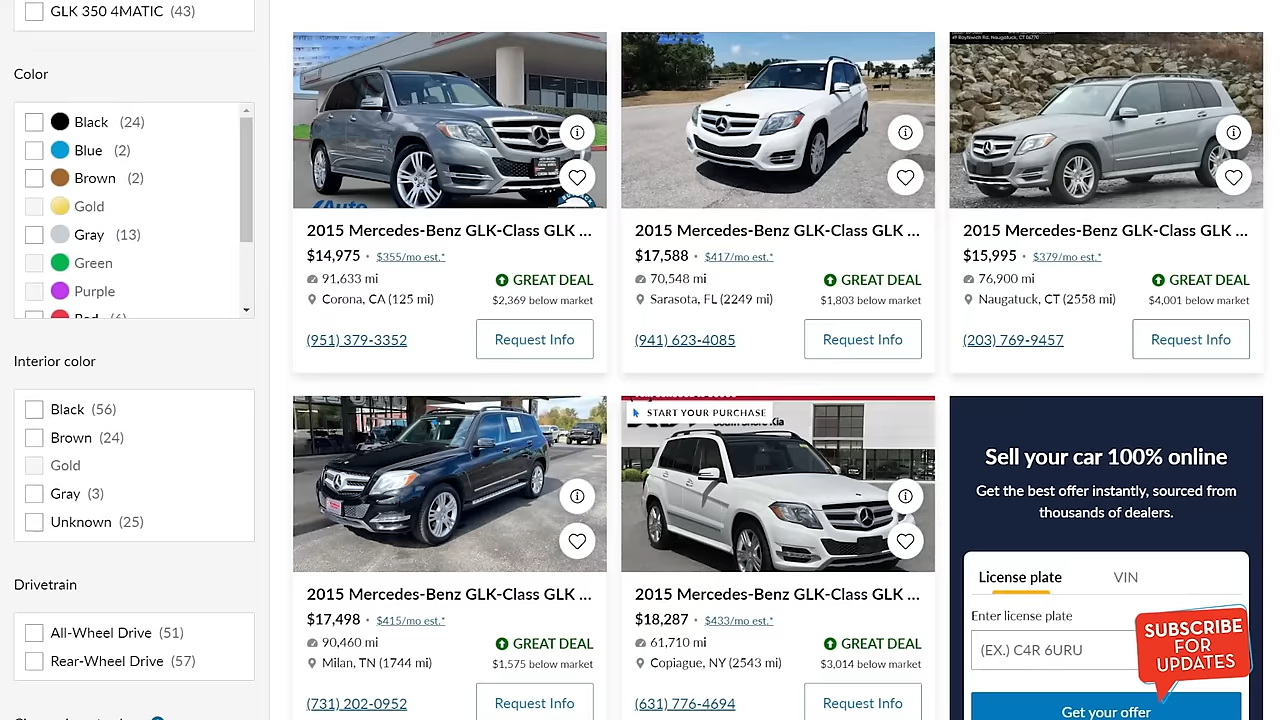 GLK 350 4MATIC (43)
Color
Black (24)
Blue (2)
Brown (2)
Gold
Gray (13)
Green
Purple
Red (6)
Interior color
Black (56)
Brown (24)
Gold
Gray (3)
Unknown (25)
Drivetrain
All-Wheel Drive (51)
Rear-Wheel Drive (57)
2015 Mercedes-Benz GLK-Class GLK ...
$14,975 · $355/mo est.*
91,633 mi
GREAT DEAL
Corona, CA (125 mi)
$2,369 below market
(951) 379-3352
Request Info
2015 Mercedes-Benz GLK-Class GLK ...
$17,588 · $417/mo est.*
70,548 mi
GREAT DEAL
Sarasota, FL (2249 mi)
$1,803 below market
(941) 623-4085
Request Info
49 Raytkwich Rd. Naugatuck, CT 06770
2015 Mercedes-Benz GLK-Class GLK ...
$15,995 · $379/mo est.*
76,900 mi
GREAT DEAL
Naugatuck, CT (2558 mi)
$4,001 below market
(203) 769-9457
Request Info
2015 Mercedes-Benz GLK-Class GLK ...
$17,498 · $415/mo est.*
90,460 mi
GREAT DEAL
Milan, TN (1744 mi)
$1,575 below market
(731) 202-0952
Request Info
START YOUR PURCHASE
South Shore Kia
2015 Mercedes-Benz GLK-Class GLK ...
$18,287 · $433/mo est.*
61,710 mi
GREAT DEAL
Copiague, NY (2543 mi)
$3,014 below market
(631) 776-4694
Request Info
Sell your car 100% online
Get the best offer instantly, sourced from
thousands of dealers.
License plate VIN
Enter license plate
(EX.) C4R 6URU
Get your offer
SUBSCRIBE
FOR
UPDATES